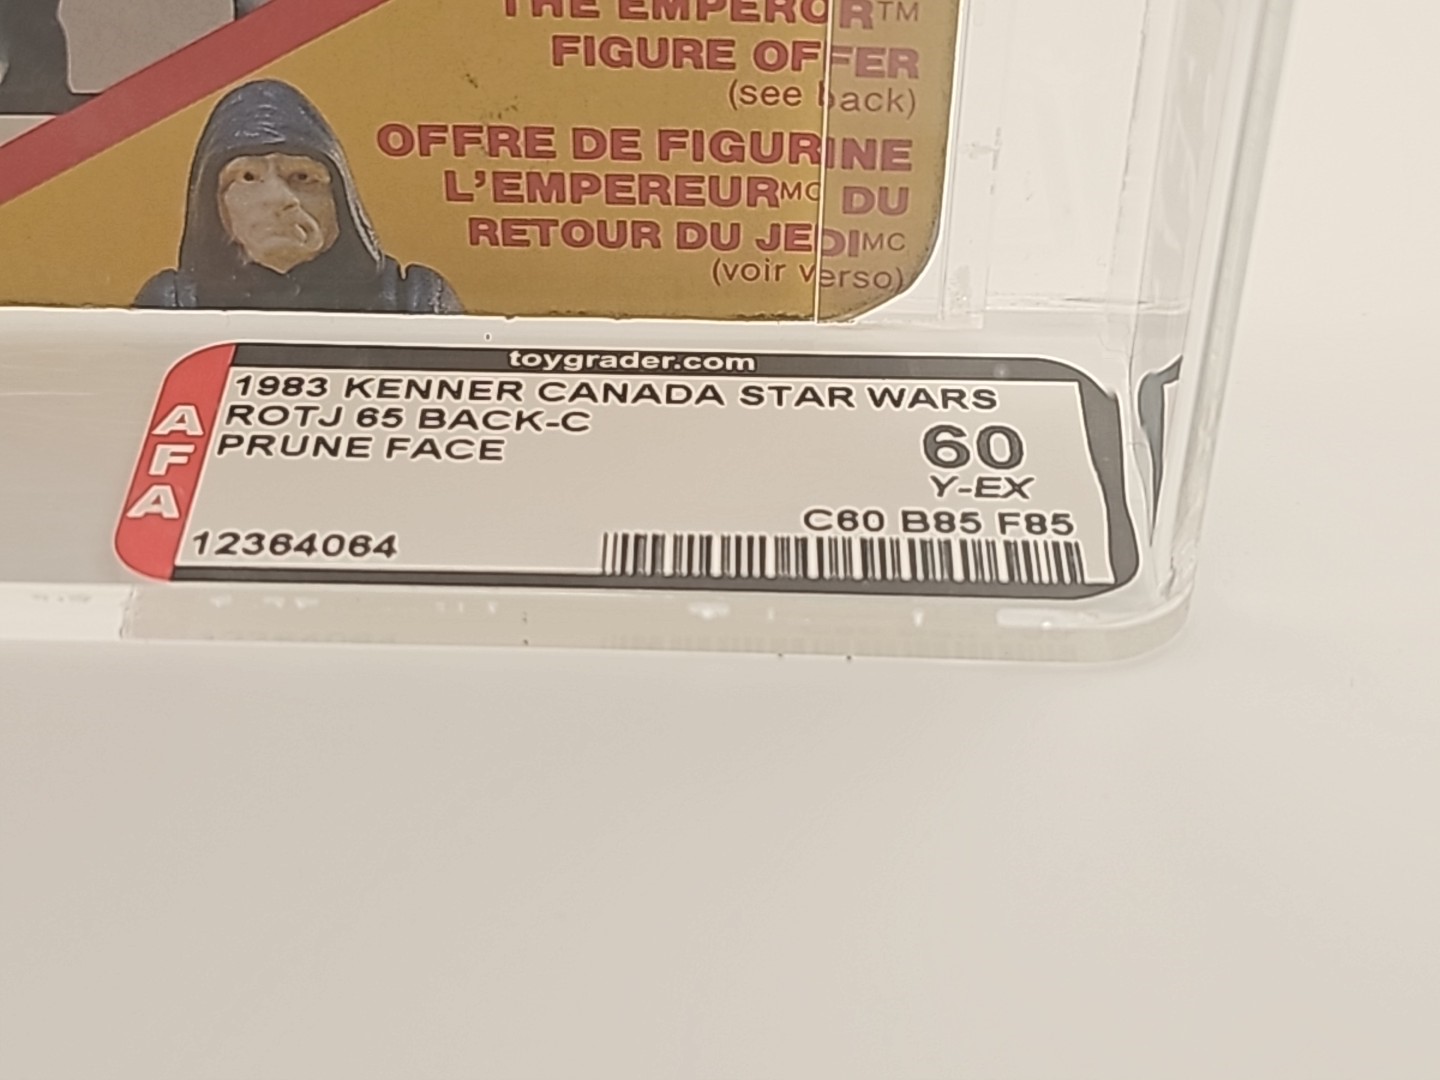 THE EMPEROR™
FIGURE OFFER
(see back)
OFFRE DE FIGURINE
L'EMPEREURMC DU
RETOUR DU JEDIMC
(voir verso)
toygrader.com
AFA
1983 KENNER CANADA STAR WARS
ROTJ 65 BACK-C
PRUNE FACE
60
Y-EX
C60 B85 F85
12364064